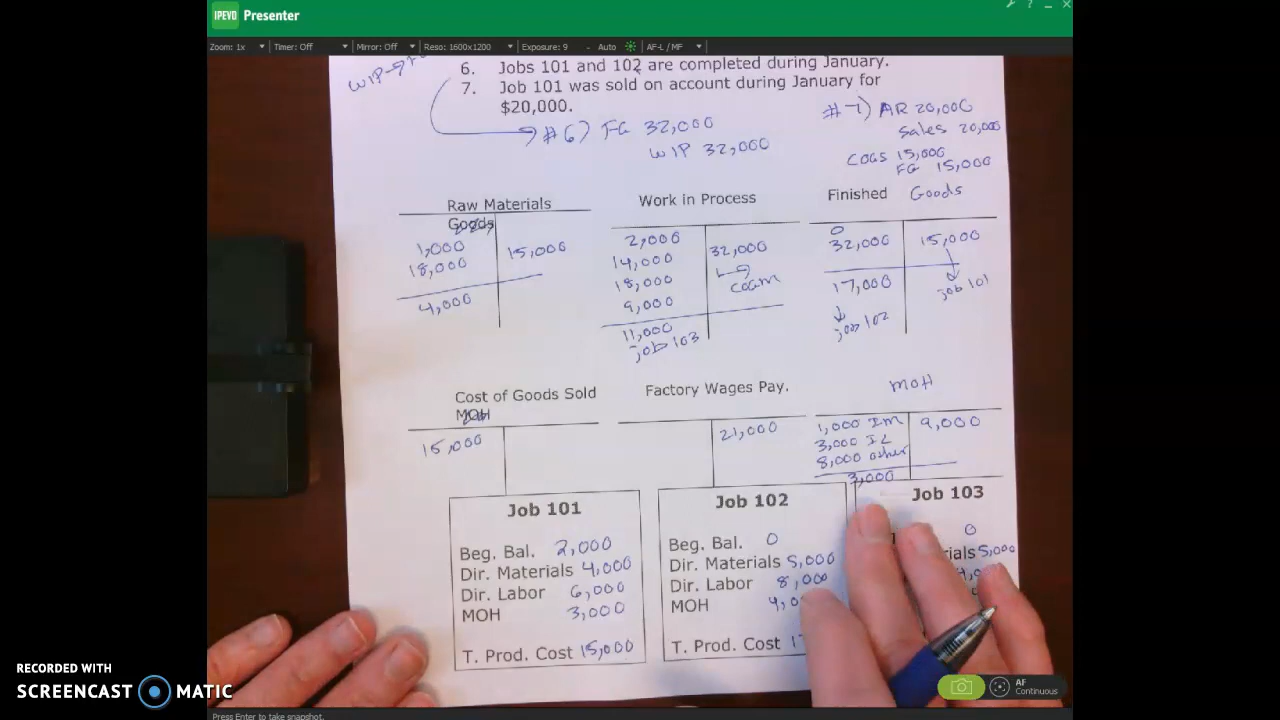 IPEVO Presenter
Zoom: 1x Timer: Off Mirror: Off Reso: 1600x1200 Exposure: 9 - Auto AF-L / MF
WIP→
6. Jobs 101 and 102 are completed during January.
7. Job 101 was sold on account during January for
$20,000.
#6) FG 32,000
WIP 32,000
#7) AR 20,000
Sales 20,000
COGS 15,000
FG 15,000
Raw Materials
Goods
1,000 15,000
18,000
4,000
Work in Process
2,000 32,000
14,000 COGM
18,000
9,000
11,000
job 103
Finished Goods
0
32,000 15,000
17,000 job 101
job 102
Cost of Goods Sold
MOH
15,000
Factory Wages Pay.
21,000
MOH
1,000 IM 9,000
3,000 IL
8,000 other
3,000
Job 101
Beg. Bal. 2,000
Dir. Materials 4,000
Dir. Labor 6,000
MOH 3,000
T. Prod. Cost 15,000
Job 102
Beg. Bal. 0
Dir. Materials 5,000
Dir. Labor 8,000
MOH 4,0
T. Prod. Cost 1
Job 103
0
rials 5,000
RECORDED WITH
SCREENCAST MATIC
AF
Continuous
Press Enter to take snapshot.